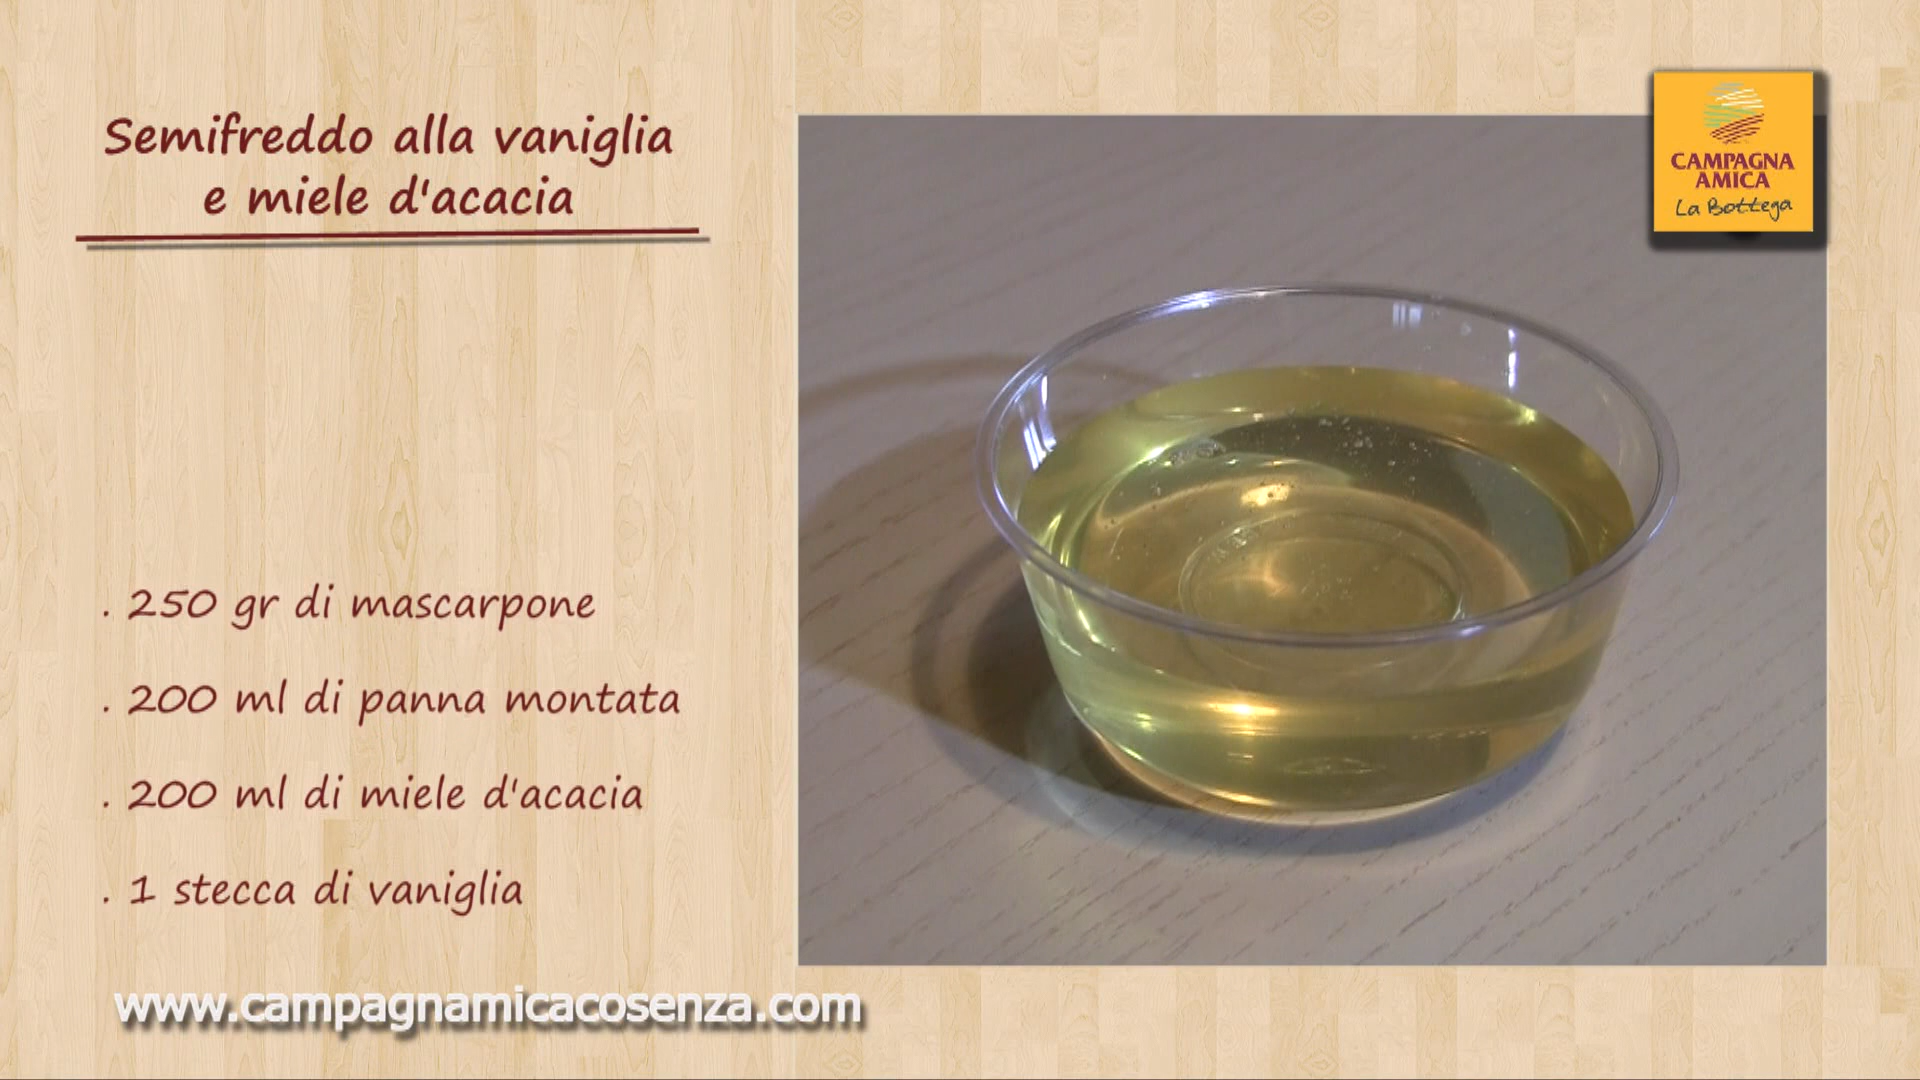 Semifreddo alla vaniglia
e miele d'acacia
CAMPAGNA
AMICA
La Bottega
. 250 gr di mascarpone
. 200 ml di panna montata
. 200 ml di miele d'acacia
. 1 stecca di vaniglia
www.campagnamicacosenza.com